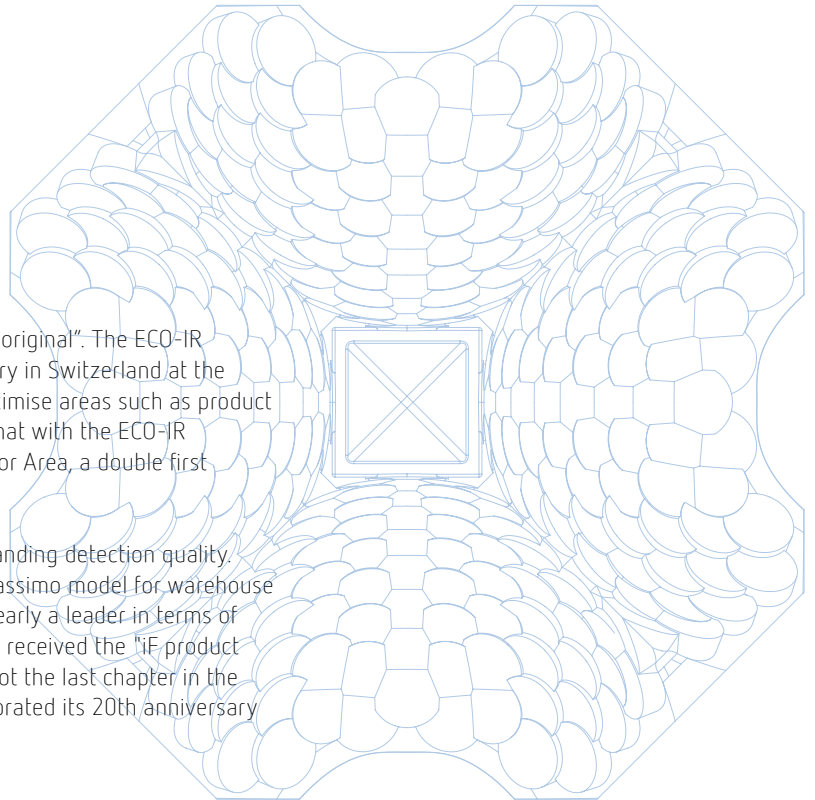 original”. The ECO-IR
ry in Switzerland at the
timise areas such as product
hat with the ECO-IR
or Area, a double first
anding detection quality.
assimo model for warehouse
early a leader in terms of
received the "iF product
ot the last chapter in the
brated its 20th anniversary